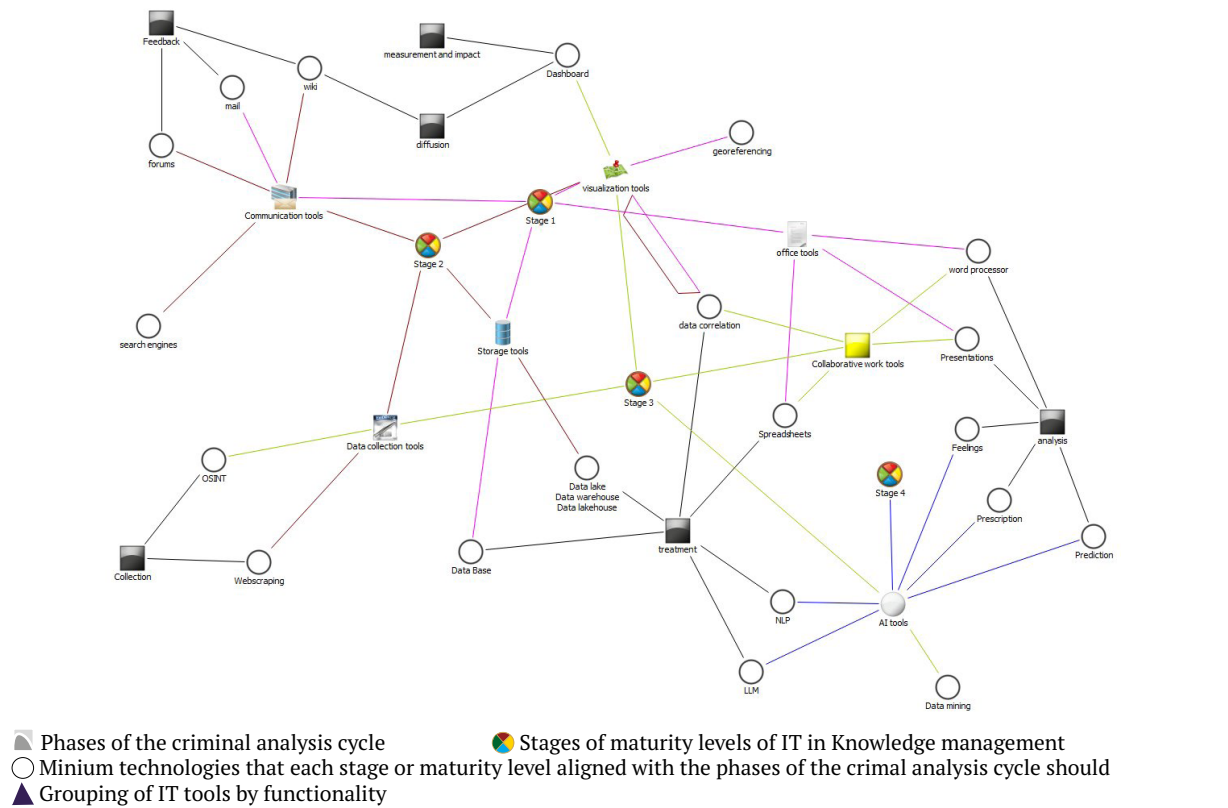 Feedback
measurement and impact
Dashboard
wiki
mail
diffusion
georeferencing
forums
visualization tools
Communication tools
Stage 1
office tools
Stage 2
word processor
data correlation
search engines
Storage tools
Presentations
Collaborative work tools
Stage 3
Spreadsheets
analysis
Data collection tools
Feelings
OSINT
Data lake
Data warehouse
Data lakehouse
Stage 4
Prescription
treatment
Prediction
Collection
Webscraping
Data Base
NLP
AI tools
LLM
Data mining
Phases of the criminal analysis cycle
Stages of maturity levels of IT in Knowledge management
Minium technologies that each stage or maturity level aligned with the phases of the crimal analysis cycle should
Grouping of IT tools by functionality